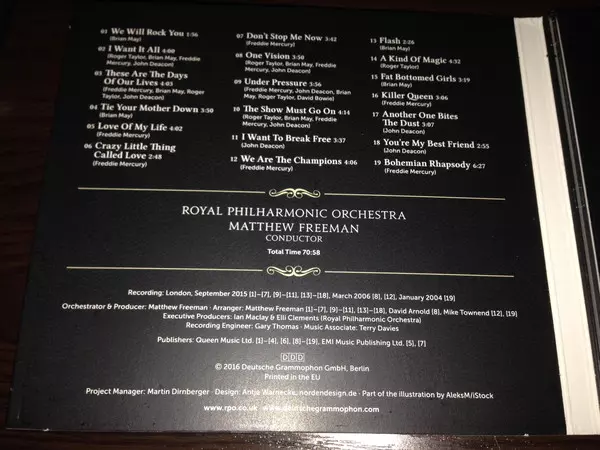 01 We Will Rock You 1:56
(Brian May)
02 I Want It All 4:00
(Roger Taylor, Brian May, Freddie
Mercury, John Deacon)
03 These Are The Days
Of Our Lives 4:03
(Freddie Mercury, Brian May, Roger
Taylor, John Deacon)
04 Tie Your Mother Down 3:50
(Brian May)
05 Love Of My Life 4:02
(Freddie Mercury)
06 Crazy Little Thing
Called Love 2:48
(Freddie Mercury)
07 Don't Stop Me Now 3:42
(Freddie Mercury)
08 One Vision 3:50
(Roger Taylor, Brian May, Freddie
Mercury, John Deacon)
09 Under Pressure 3:56
(Freddie Mercury, John Deacon, Brian
May, Roger Taylor, David Bowie)
10 The Show Must Go On 4:14
(Freddie Mercury, Brian May, Roger
Taylor, John Deacon)
11 I Want To Break Free 3:37
(John Deacon)
12 We Are The Champions 4:06
(Freddie Mercury)
13 Flash 2:26
(Brian May)
14 A Kind Of Magic 4:32
(Roger Taylor)
15 Fat Bottomed Girls 3:19
(Brian May)
16 Killer Queen 3:06
(Freddie Mercury)
17 Another One Bites
The Dust 3:07
(John Deacon)
18 You're My Best Friend 2:55
(John Deacon)
19 Bohemian Rhapsody 6:27
(Freddie Mercury)
ROYAL PHILHARMONIC ORCHESTRA
MATTHEW FREEMAN
CONDUCTOR
Total Time 70:58
Recording: London, September 2015 [1]–[7], [9]–[11], [13]–[18], March 2006 [8], [12], January 2004 [19]
Orchestrator & Producer: Matthew Freeman · Arranger: Matthew Freeman [1]–[7], [9]–[11], [13]–[18], David Arnold [8], Mike Townend [12], [19]
Executive Producers: Ian Maclay & Elli Clements (Royal Philharmonic Orchestra)
Recording Engineer: Gary Thomas · Music Associate: Terry Davies
Publishers: Queen Music Ltd. [1]–[4], [6], [8]–[19], EMI Music Publishing Ltd. [5], [7]
DDD
© 2016 Deutsche Grammophon GmbH, Berlin
Printed in the EU
Project Manager: Martin Dirnberger · Design: Antje Warnecke, nordendesign.de · Part of the illustration by AleksM/iStock
www.rpo.co.uk www.deutschegrammophon.com